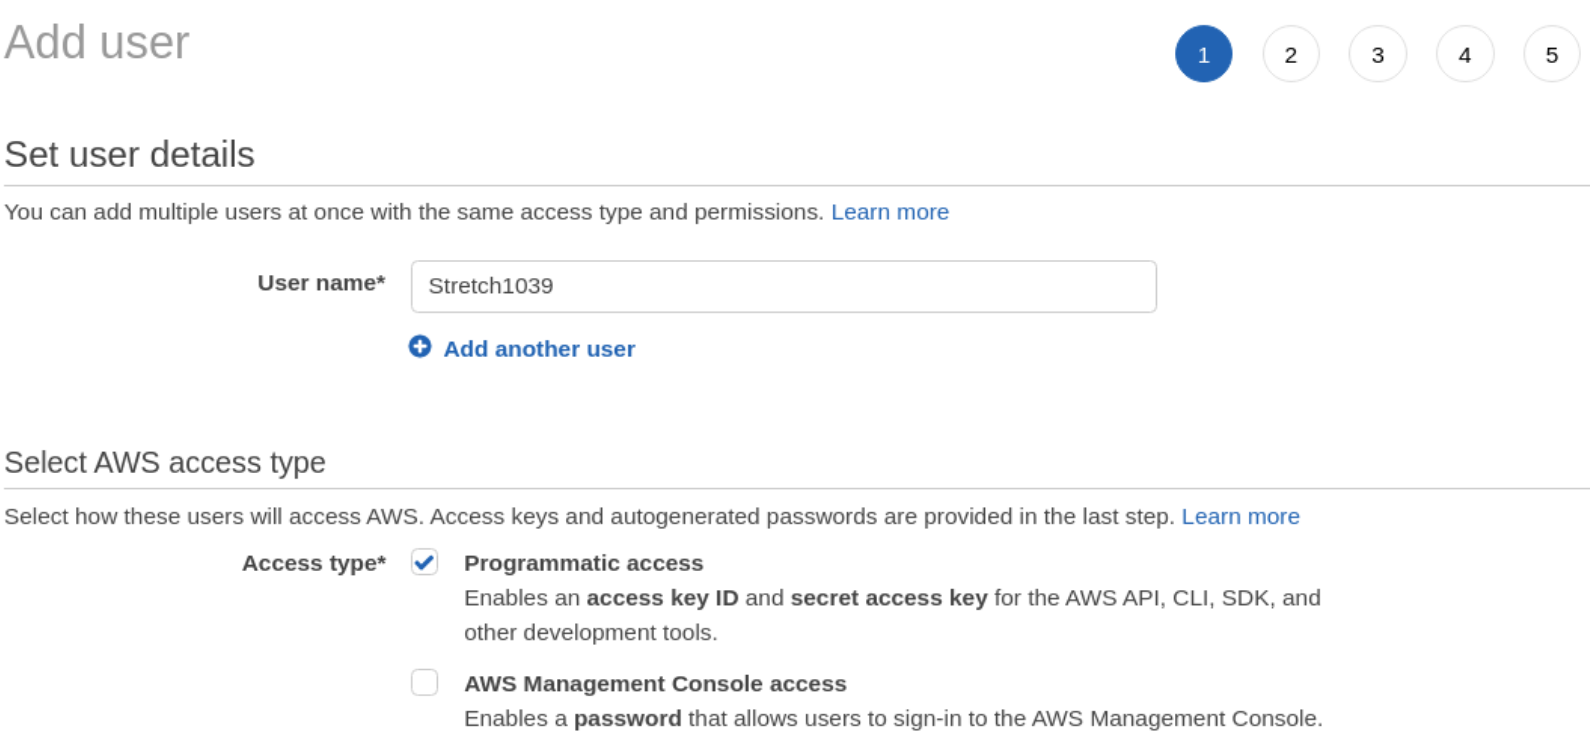 Add user
1 2 3 4 5
Set user details
You can add multiple users at once with the same access type and permissions. Learn more
User name* Stretch1039
Add another user
Select AWS access type
Select how these users will access AWS. Access keys and autogenerated passwords are provided in the last step. Learn more
Access type* Programmatic access
Enables an access key ID and secret access key for the AWS API, CLI, SDK, and
other development tools.
AWS Management Console access
Enables a password that allows users to sign-in to the AWS Management Console.